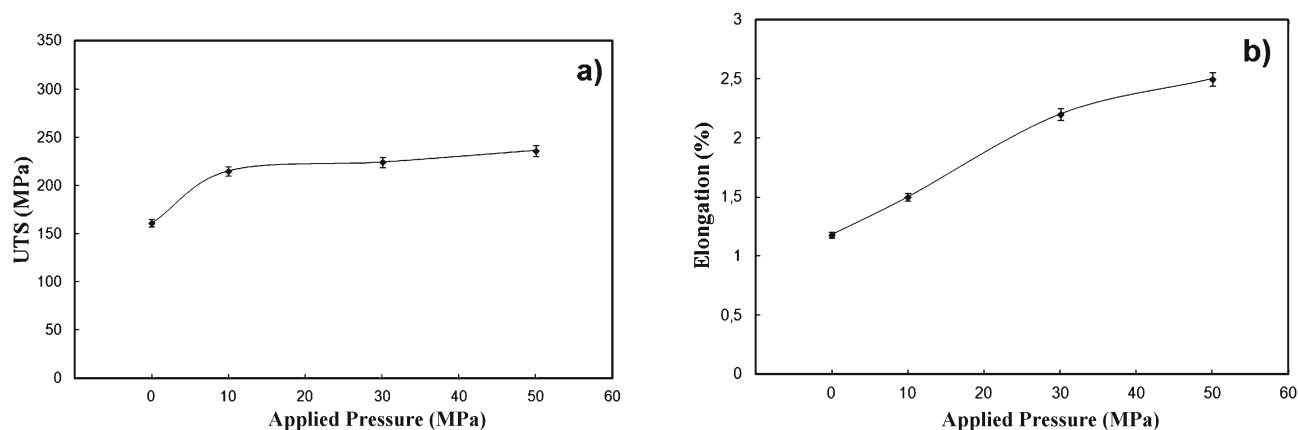 a)
350
300
250
200
150
100
50
0
UTS (MPa)
0 10 20 30 40 50 60
Applied Pressure (MPa)
b)
3
2,5
2
1,5
1
0,5
0
Elongation (%)
0 10 20 30 40 50 60
Applied Pressure (MPa)